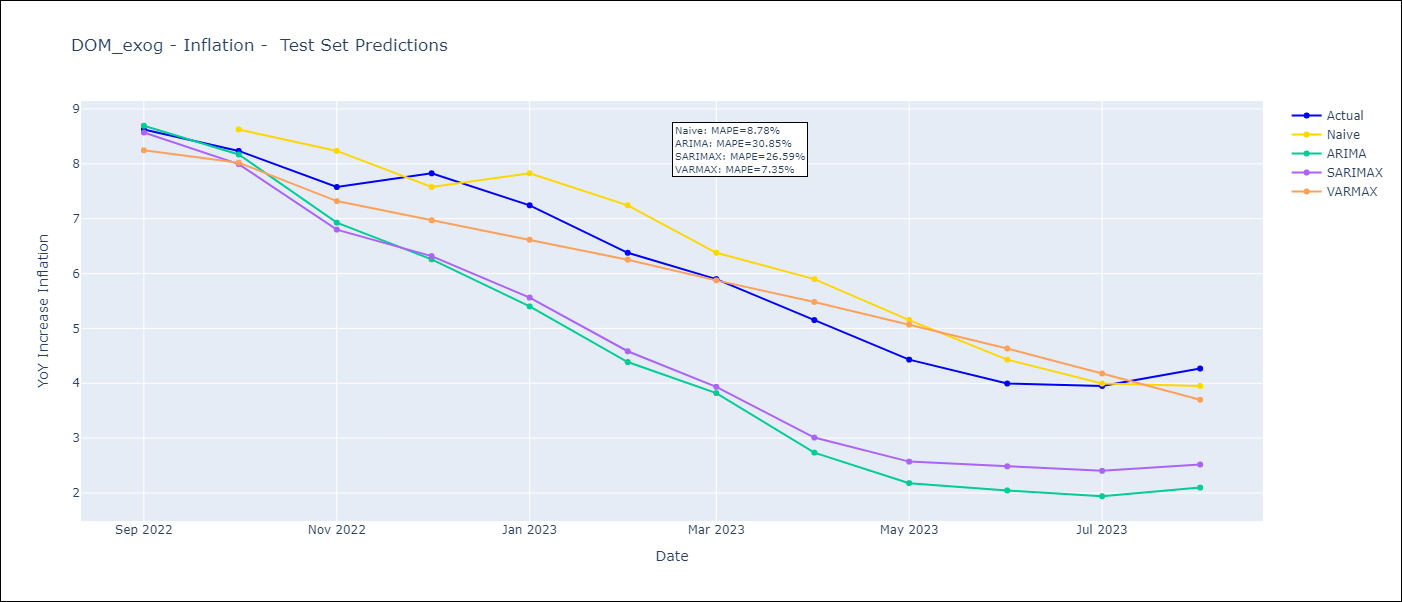 DOM_exog - Inflation -  Test Set Predictions
Naive: MAPE=8.78%
ARIMA: MAPE=30.85%
SARIMAX: MAPE=26.59%
VARMAX: MAPE=7.35%
Actual
Naive
ARIMA
SARIMAX
VARMAX
YoY Increase Inflation
9
8
7
6
5
4
3
2
Sep 2022
Nov 2022
Jan 2023
Mar 2023
May 2023
Jul 2023
Date